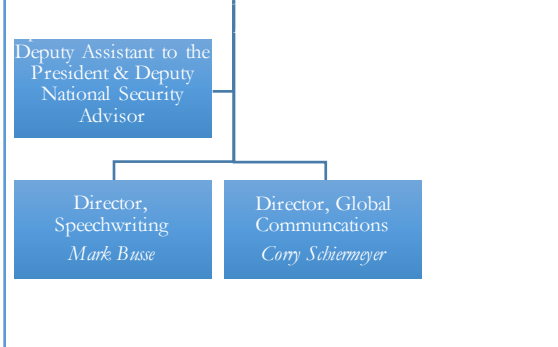 Deputy Assistant to the
President & Deputy
National Security
Advisor
Director,
Speechwriting
Mark Busse
Director, Global
Communcations
Corry Schiermeyer